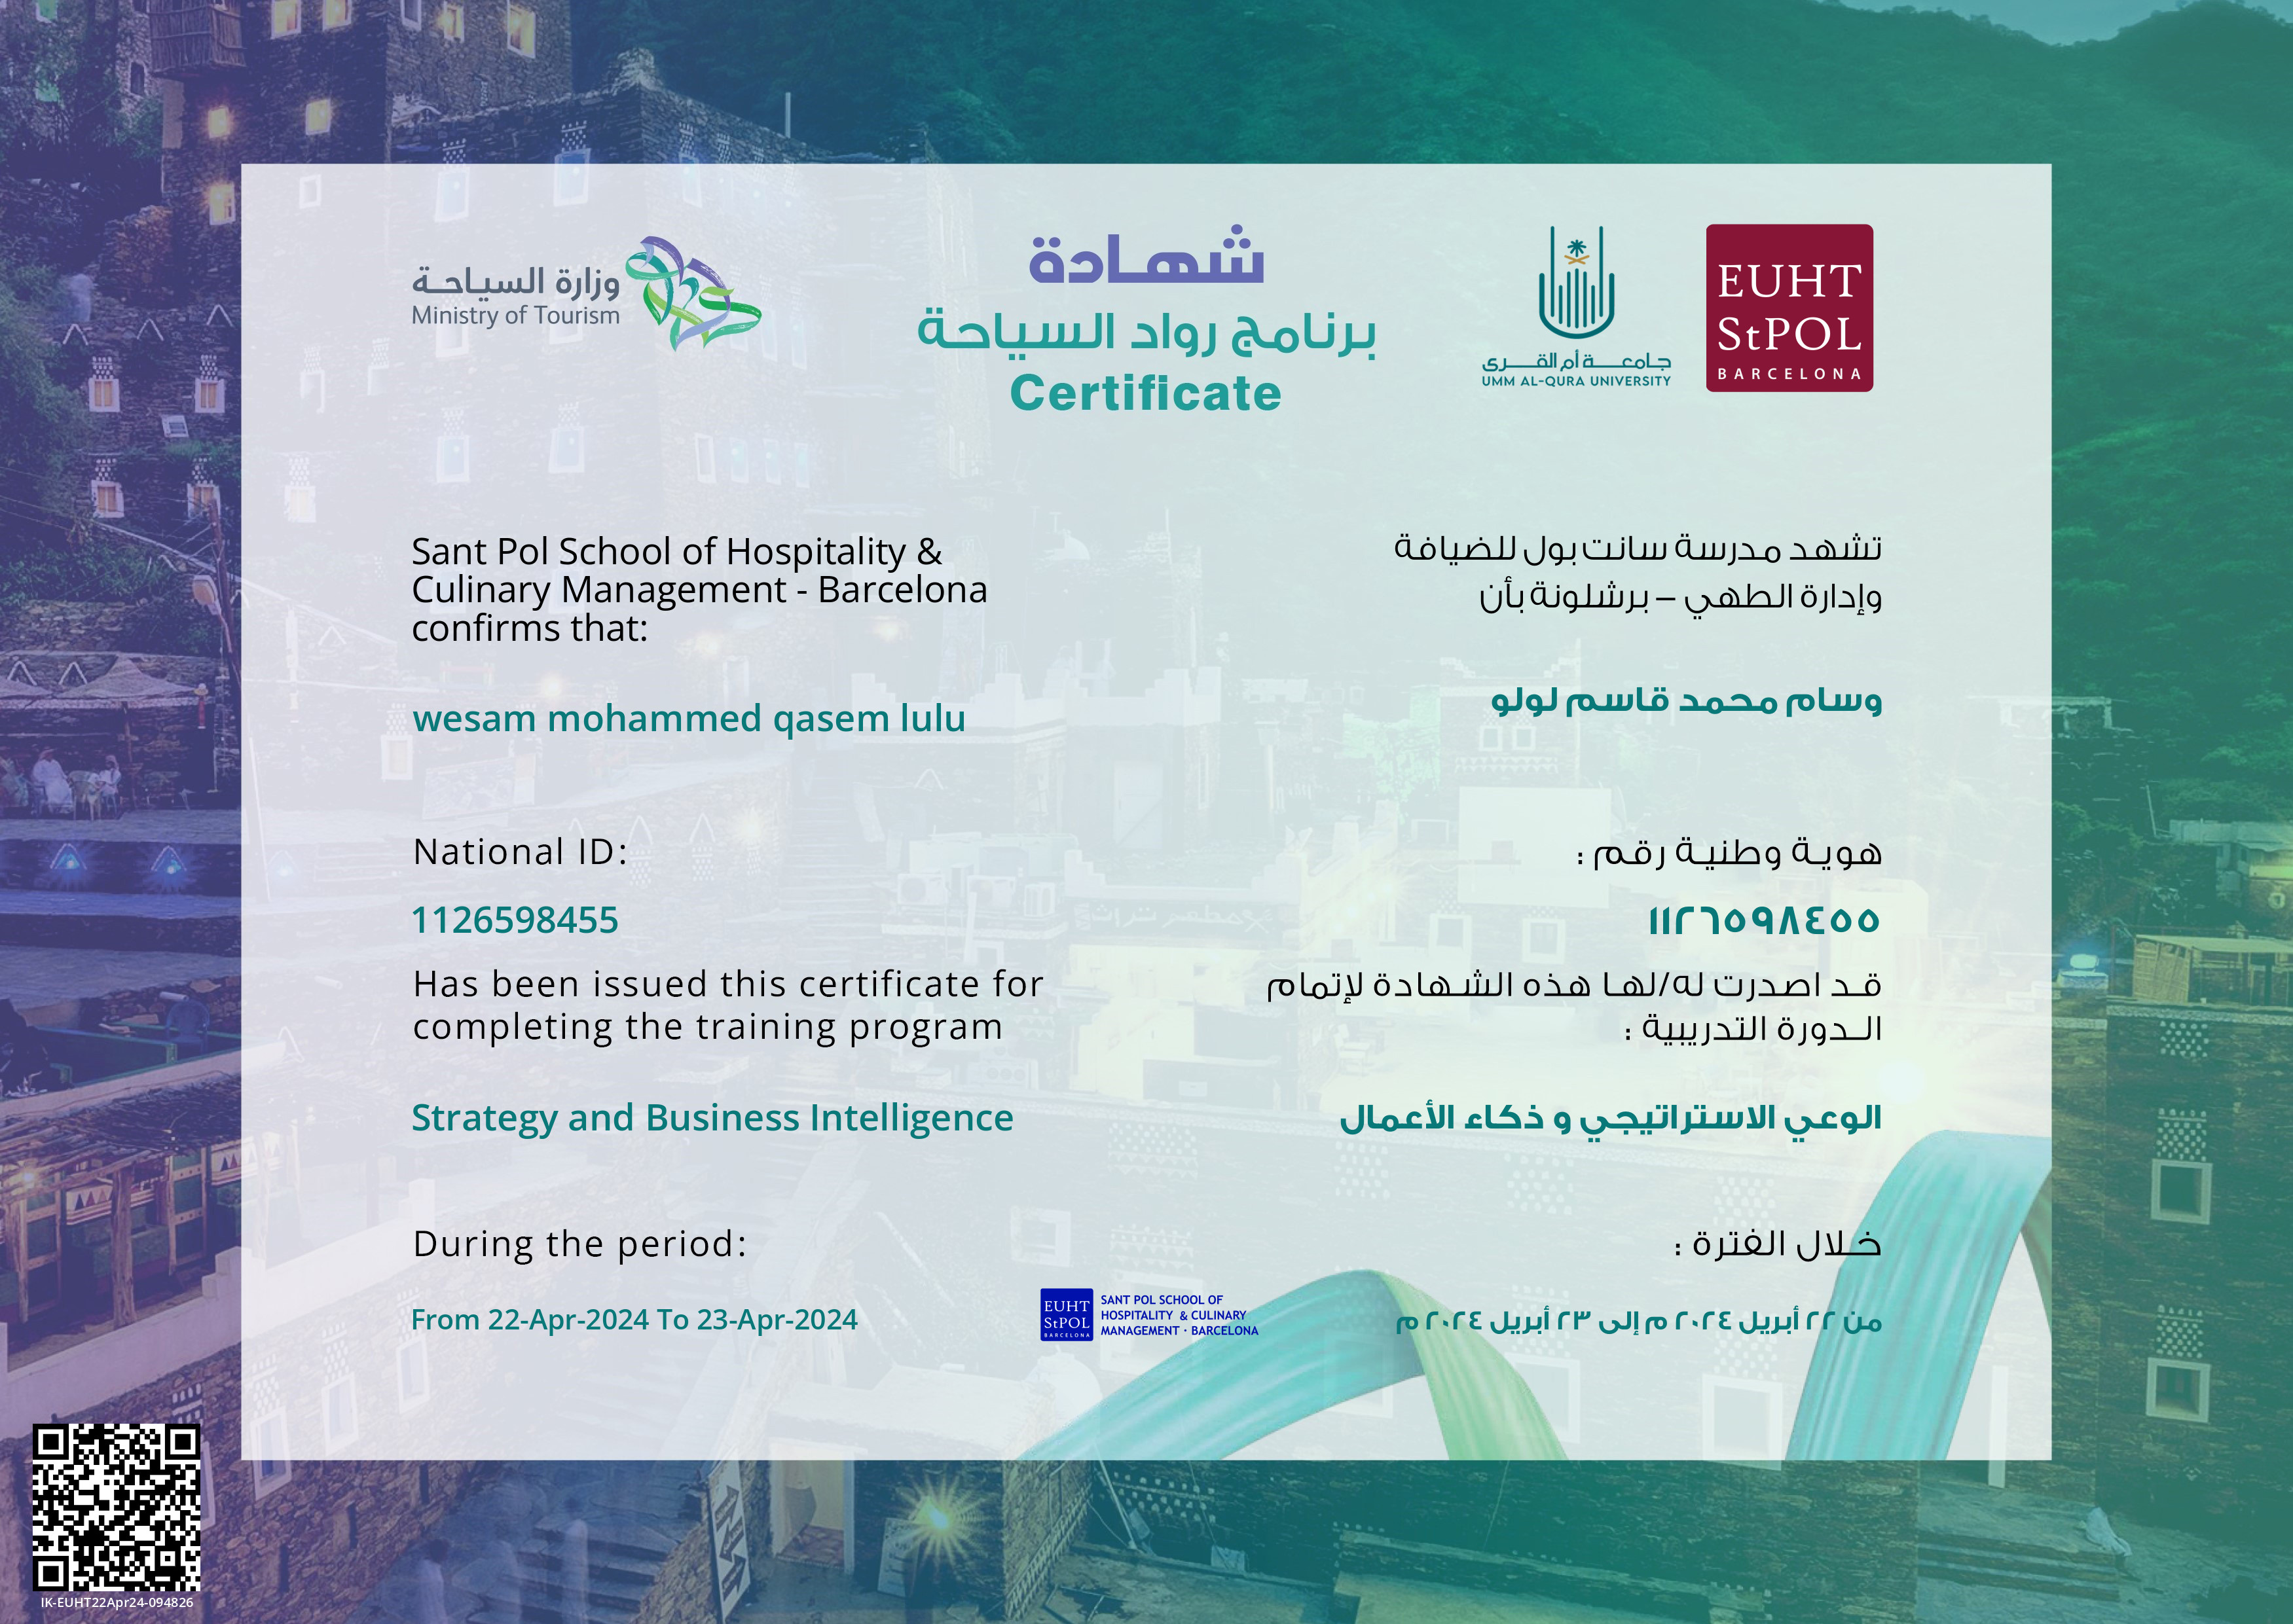 وزارة السياحة
Ministry of Tourism
شهادة
برنامج رواد السياحة
Certificate
جامعة أم القرى
UMM AL-QURA UNIVERSITY
EUHT
StPOL
BARCELONA
Sant Pol School of Hospitality &
Culinary Management - Barcelona
confirms that:
wesam mohammed qasem lulu
National ID:
1126598455
Has been issued this certificate for
completing the training program
Strategy and Business Intelligence
During the period:
From 22-Apr-2024 To 23-Apr-2024
تشهد مدرسة سانت بول للضيافة
وإدارة الطهي – برشلونة بأن
وسام محمد قاسم لولو
هوية وطنية رقم :
١١٢٦٥٩٨٤٥٥
قد اصدرت له/لها هذه الشهادة لإتمام
الدورة التدريبية :
الوعي الاستراتيجي و ذكاء الأعمال
خلال الفترة :
من ٢٢ أبريل ٢٠٢٤ م إلى ٢٣ أبريل ٢٠٢٤ م
EUHT
StPOL
BARCELONA
SANT POL SCHOOL OF
HOSPITALITY & CULINARY
MANAGEMENT · BARCELONA
IK-EUHT22Apr24-094826